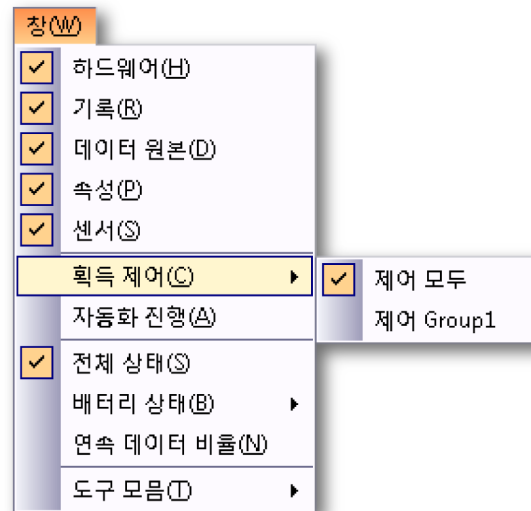 창(W)
하드웨어(H)
기록(R)
데이터 원본(D)
속성(P)
센서(S)
획득 제어(C)
제어 모두
제어 Group1
자동화 진행(A)
전체 상태(S)
배터리 상태(B)
연속 데이터 비율(N)
도구 모음(T)